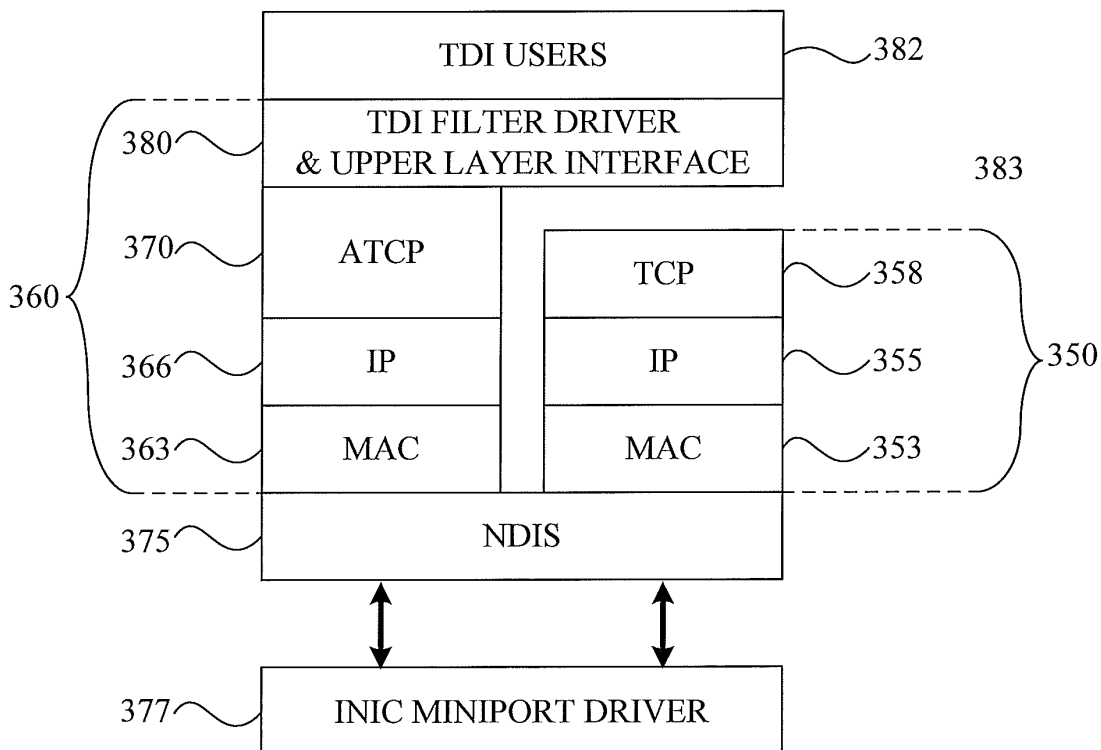 TDI USERS
382
380
TDI FILTER DRIVER
& UPPER LAYER INTERFACE
383
370
ATCP
TCP
358
360
366
IP
IP
355
350
363
MAC
MAC
353
375
NDIS
377
INIC MINIPORT DRIVER